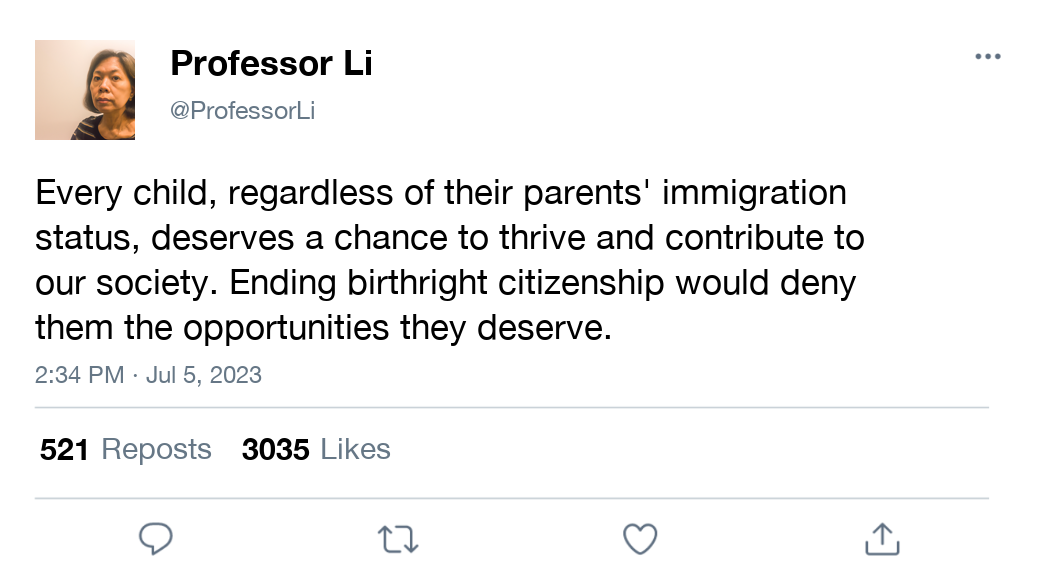 Professor Li
@ProfessorLi
Every child, regardless of their parents' immigration
status, deserves a chance to thrive and contribute to
our society. Ending birthright citizenship would deny
them the opportunities they deserve.
2:34 PM · Jul 5, 2023
521 Reposts 3035 Likes